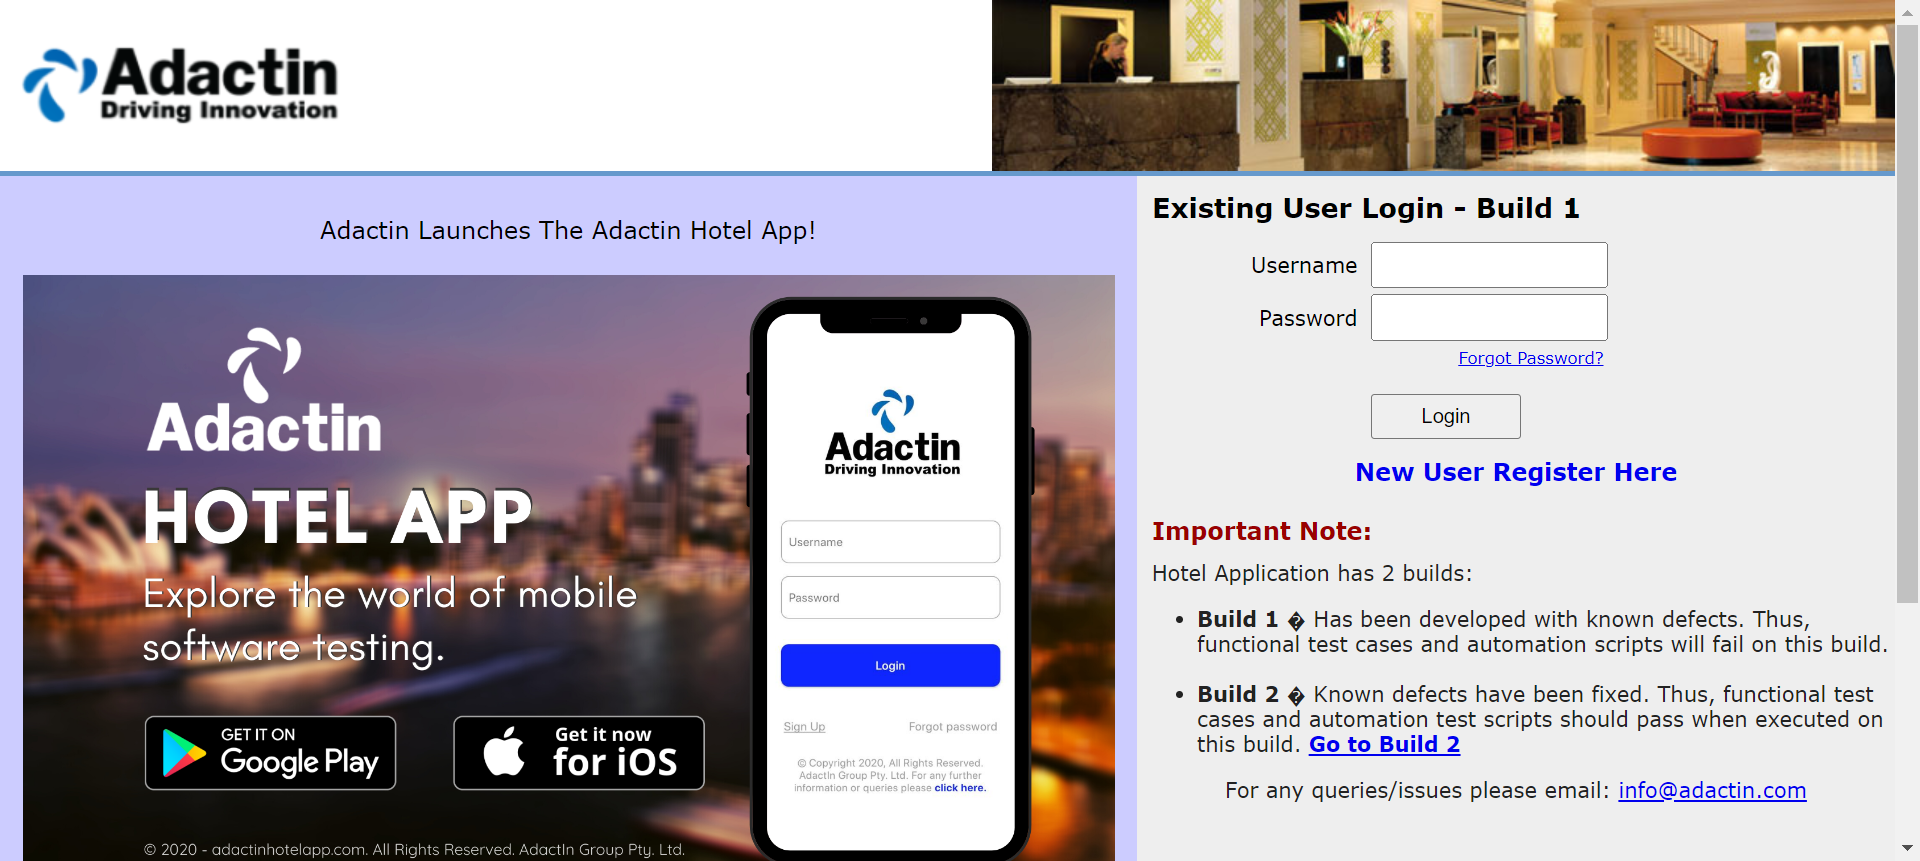 Adactin
Driving Innovation
Adactin Launches The Adactin Hotel App!
Adactin
HOTEL APP
Explore the world of mobile
software testing.
GET IT ON
Google Play
Get it now
for iOS
© 2020 - adactinhotelapp.com. All Rights Reserved. AdactIn Group Pty. Ltd.
Adactin
Driving Innovation
Username
Password
Login
Sign Up
Forgot password
© Copyright 2020, All Rights Reserved.
AdactIn Group Pty. Ltd. For any further
information or queries please click here.
Existing User Login - Build 1
Username
Password
Forgot Password?
Login
New User Register Here
Important Note:
Hotel Application has 2 builds:
• Build 1 � Has been developed with known defects. Thus,
functional test cases and automation scripts will fail on this build.
• Build 2 � Known defects have been fixed. Thus, functional test
cases and automation test scripts should pass when executed on
this build. Go to Build 2
For any queries/issues please email: info@adactin.com